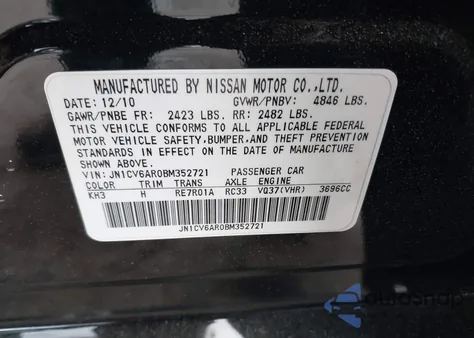 MANUFACTURED BY NISSAN MOTOR CO.,LTD.
DATE: 12/10 GVWR/PNBV: 4846 LBS.
GAWR/PNBE FR: 2423 LBS. RR: 2482 LBS.
THIS VEHICLE CONFORMS TO ALL APPLICABLE FEDERAL
MOTOR VEHICLE SAFETY, BUMPER, AND THEFT PREVENTION
STANDARDS IN EFFECT ON THE DATE OF MANUFACTURE
SHOWN ABOVE.
VIN: JN1CV6AR0BM352721 PASSENGER CAR
COLOR TRIM TRANS AXLE ENGINE
KH3 H RE7R01A RC33 VQ37(VHR) 3696CC
JN1CV6AR0BM352721
autoSnap